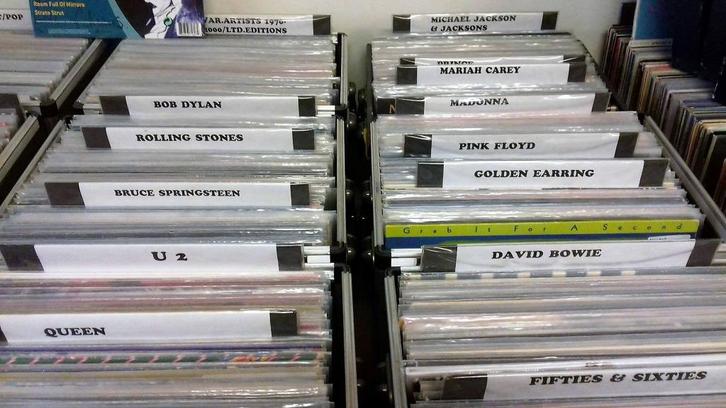 Room Full Of Mirrors
Strato Strut
/POP
VAR.ARTISTS 1976-
2000/LTD.EDITIONS
BOB DYLAN
ROLLING STONES
BRUCE SPRINGSTEEN
U 2
QUEEN
MICHAEL JACKSON
& JACKSONS
PRINCE
MARIAH CAREY
MADONNA
PINK FLOYD
GOLDEN EARRING
Grab It For A Second
DAVID BOWIE
FIFTIES & SIXTIES